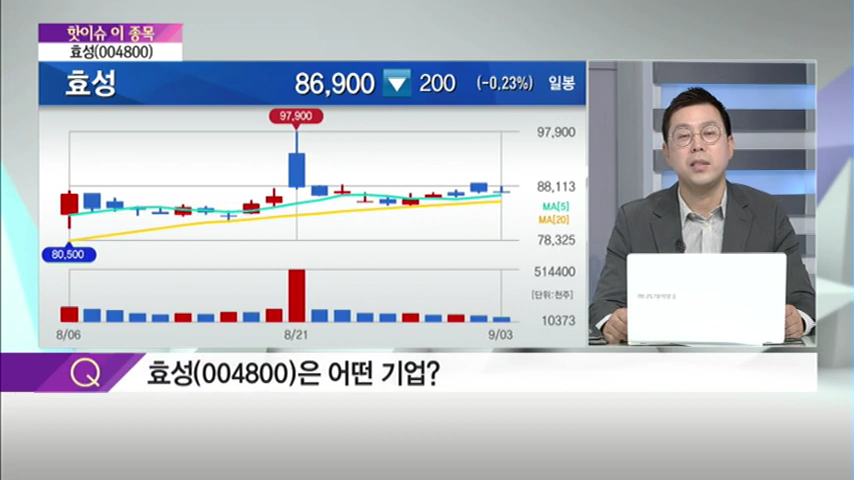 핫이슈 이 종목
효성(004800)
효성 86,900 ▼ 200 (-0.23%) 일봉
97,900
97,900
88,113
MA[5]
MA[20]
78,325
80,500
514400
[단위:천주]
10373
8/06 8/21 9/03
Q 효성(004800)은 어떤 기업?